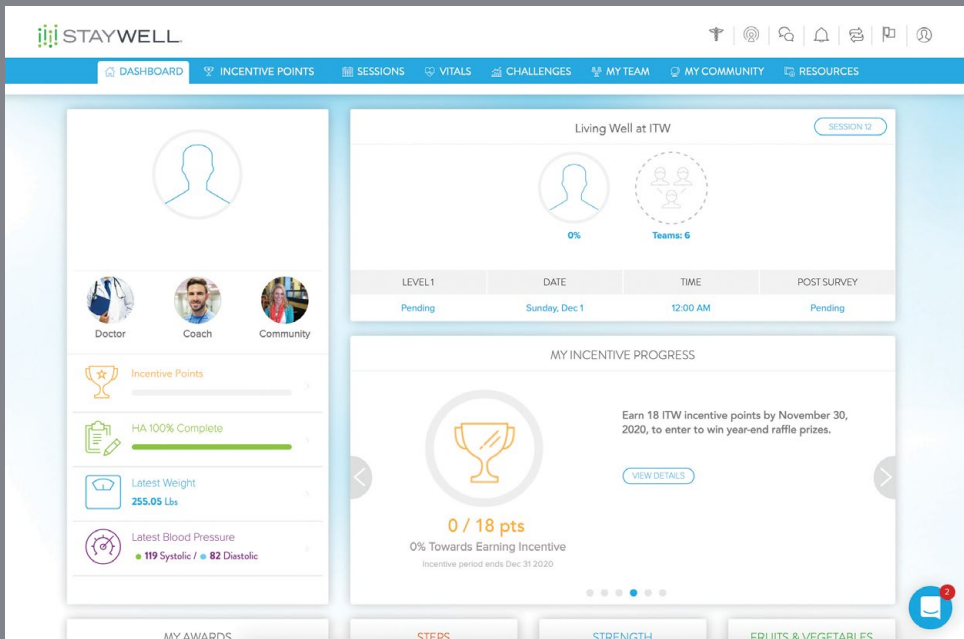 STAYWELL.
DASHBOARD INCENTIVE POINTS SESSIONS VITALS CHALLENGES MY TEAM MY COMMUNITY RESOURCES
Living Well at ITW
SESSION 12
0% Teams: 6
LEVEL 1 DATE TIME POST SURVEY
Pending Sunday, Dec 1 12:00 AM Pending
Doctor Coach Community
Incentive Points
HA 100% Complete
Latest Weight
255.05 Lbs
Latest Blood Pressure
119 Systolic / 82 Diastolic
MY INCENTIVE PROGRESS
Earn 18 ITW incentive points by November 30,
2020, to enter to win year-end raffle prizes.
VIEW DETAILS
0 / 18 pts
0% Towards Earning Incentive
Incentive period ends Dec 31 2020
2
MY AWARDS STEPS STRENGTH FRUITS & VEGETABLES